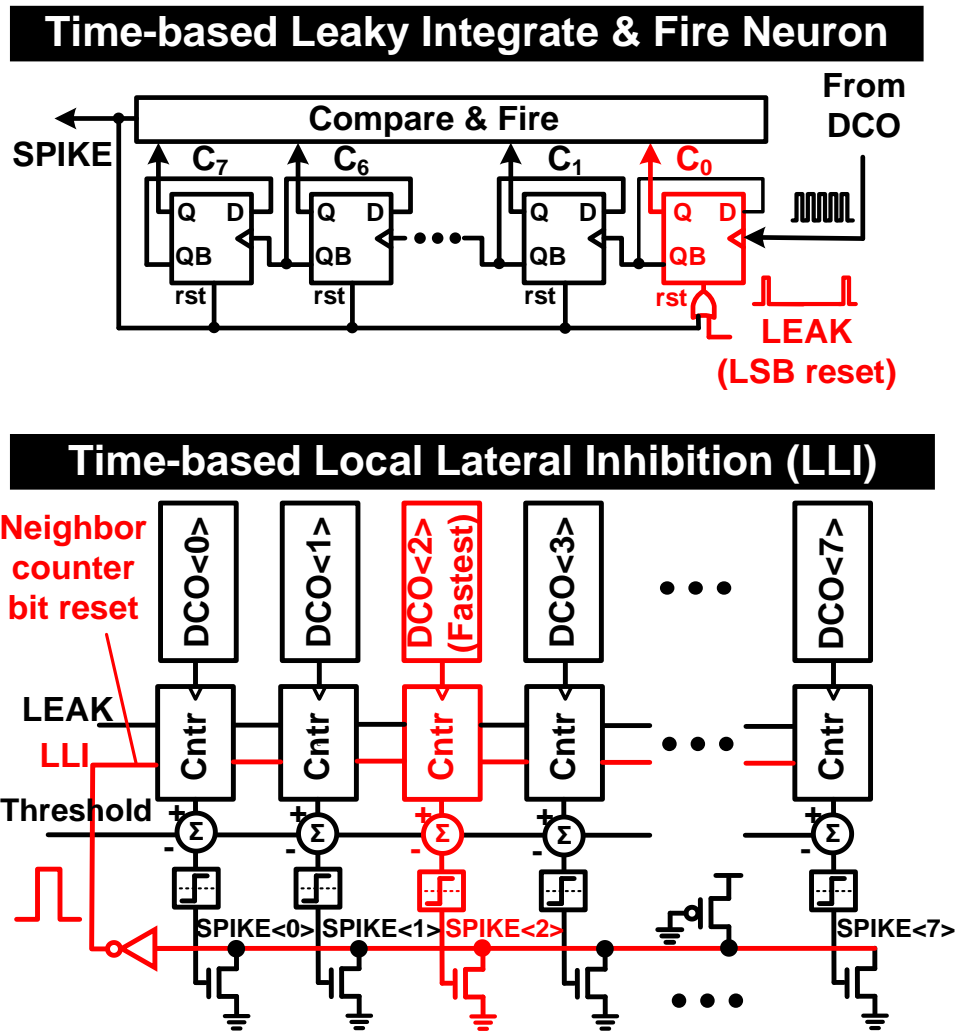 Time-based Leaky Integrate & Fire Neuron
From
DCO
Compare & Fire
SPIKE
C7 C6 C1 C0
Q D Q D Q D Q D
QB QB QB QB
rst rst rst rst
LEAK
(LSB reset)
Time-based Local Lateral Inhibition (LLI)
Neighbor
counter
bit reset
DCO<0>
DCO<1>
DCO<2>
(Fastest)
DCO<3>
DCO<7>
LEAK
LLI
Cntr Cntr Cntr Cntr Cntr
Threshold
+ + + + +
Σ Σ Σ Σ Σ
- - - - -
SPIKE<0> SPIKE<1> SPIKE<2> SPIKE<7>